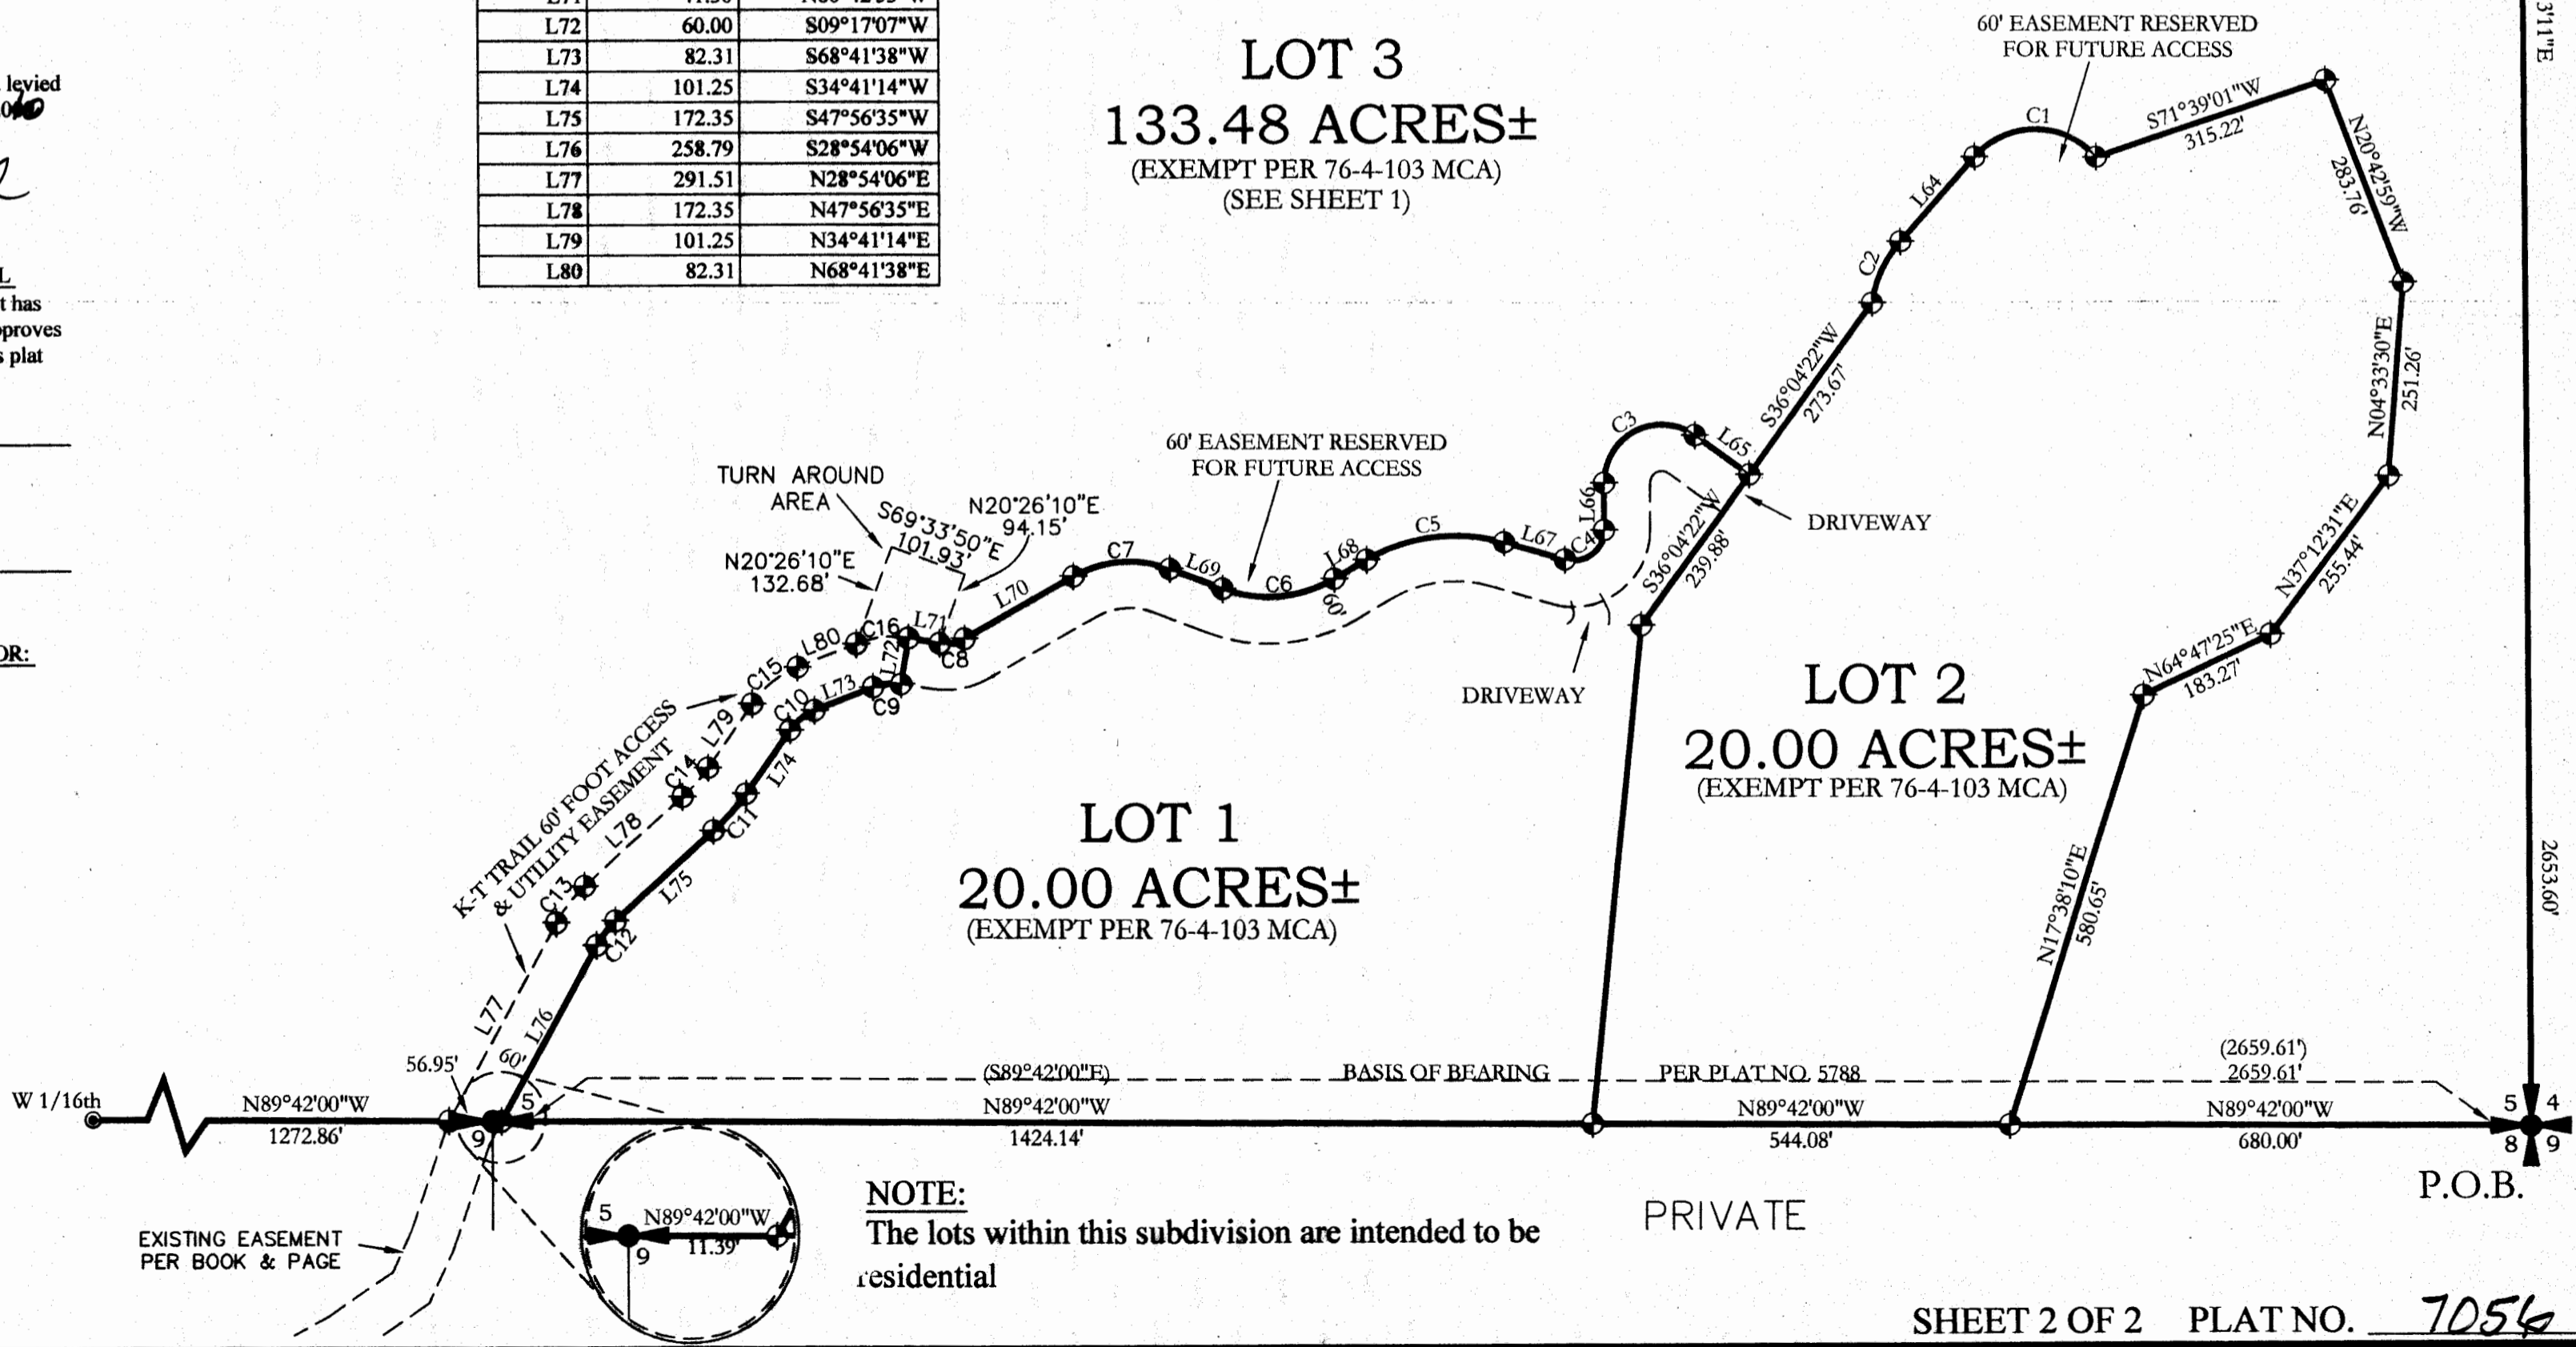 levied
L
t has
proves
s plat
OR:
L72 60.00 S09°17'07"W
L73 82.31 S68°41'38"W
L74 101.25 S34°41'14"W
L75 172.35 S47°56'35"W
L76 258.79 S28°54'06"W
L77 291.51 N28°54'06"E
L78 172.35 N47°56'35"E
L79 101.25 N34°41'14"E
L80 82.31 N68°41'38"E
LOT 3
133.48 ACRES±
(EXEMPT PER 76-4-103 MCA)
(SEE SHEET 1)
60' EASEMENT RESERVED
FOR FUTURE ACCESS
3'11"E
C1
S71°39'01"W
315.22'
N20°42'59"W
283.76'
L64
C2
N04°33'30"E
251.26'
S36°04'22"W
273.67'
C3
L65
60' EASEMENT RESERVED
FOR FUTURE ACCESS
TURN AROUND
AREA
S69°33'50"E
101.93'
N20°26'10"E
94.15'
N20°26'10"E
132.68'
L66
S36°04'22"W
239.88'
DRIVEWAY
C7
L69
C6
L68
60'
C5
L67
C4
N37°12'31"E
255.44'
L70
L71
C16
L80
C15
L72
C8
C9
L73
C10
N64°47'25"E
183.27'
DRIVEWAY
LOT 2
20.00 ACRES±
(EXEMPT PER 76-4-103 MCA)
K-T TRAIL 60' FOOT ACCESS
& UTILITY EASEMENT
L79
C14
L74
L78
C11
C13
L75
C12
LOT 1
20.00 ACRES±
(EXEMPT PER 76-4-103 MCA)
N17°38'10"E
580.65'
2653.60'
L77
L76
56.95'
60'
(S89°42'00"E)
BASIS OF BEARING
PER PLAT NO. 5788
(2659.61')
2659.61'
W 1/16th
N89°42'00"W
1272.86'
5
9
N89°42'00"W
1424.14'
N89°42'00"W
544.08'
N89°42'00"W
680.00'
5 4
8 9
P.O.B.
EXISTING EASEMENT
PER BOOK & PAGE
5
N89°42'00"W
11.39'
9
NOTE:
The lots within this subdivision are intended to be
residential
PRIVATE
SHEET 2 OF 2 PLAT NO. 7056